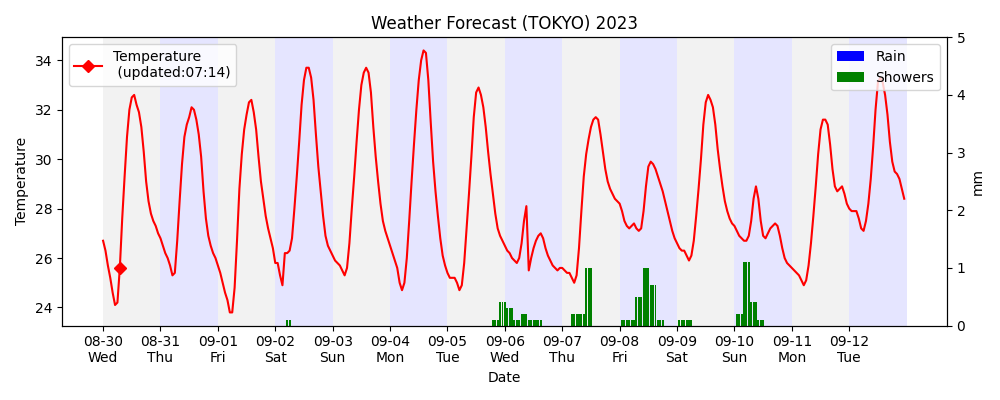 Weather Forecast (TOKYO) 2023
Temperature
(updated:07:14)
Rain
Showers
Temperature
34
32
30
28
26
24
5
4
3
2
1
0
mm
08-30 08-31 09-01 09-02 09-03 09-04 09-05 09-06 09-07 09-08 09-09 09-10 09-11 09-12
Wed Thu Fri Sat Sun Mon Tue Wed Thu Fri Sat Sun Mon Tue
Date